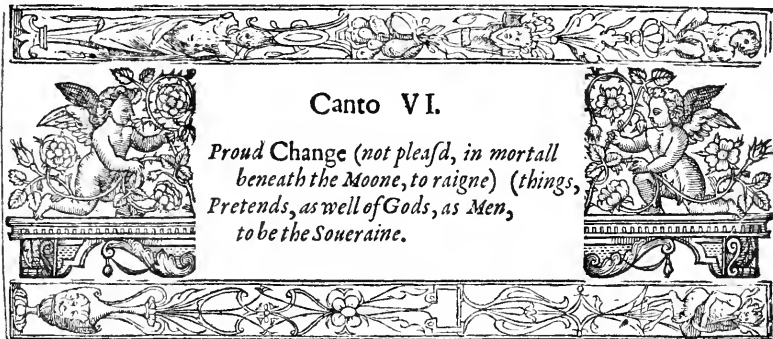 Canto VI.
Proud Change (not pleaſd, in mortall
beneath the Moone, to raigne) (things,
Pretends, as well of Gods, as Men,
to be the Soueraine.